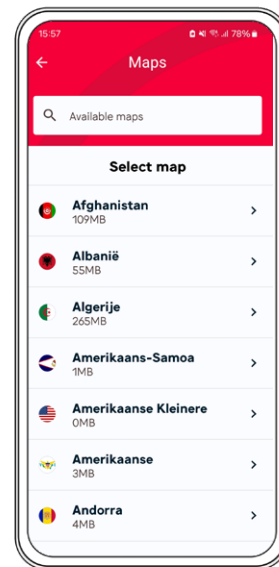 15:57
78%
Maps
Available maps
Select map
Afghanistan
109MB
Albanië
55MB
Algerije
265MB
Amerikaans-Samoa
1MB
Amerikaanse Kleinere
0MB
Amerikaanse
3MB
Andorra
4MB